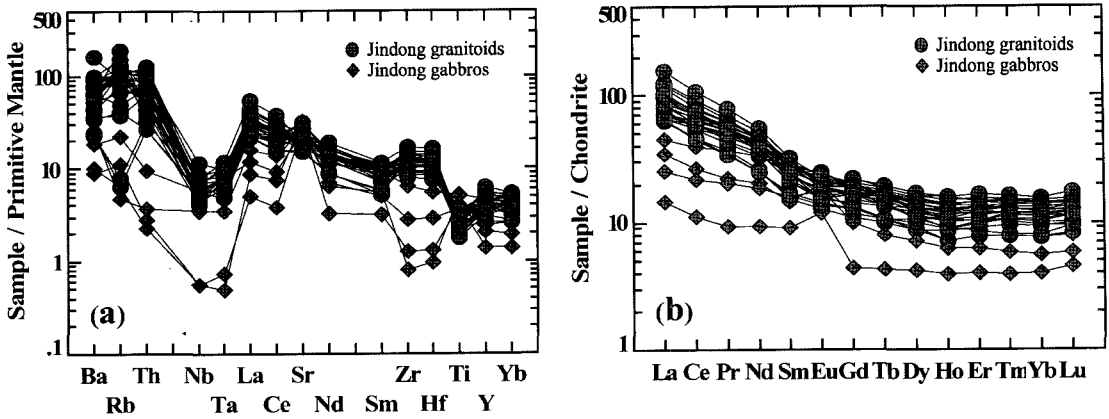 500
100
10
1
.1
Sample / Primitive Mantle
Jindong granitoids
Jindong gabbros
(a)
Ba Th Nb La Sr Zr Ti Yb
Rb Ta Ce Nd Sm Hf Y
500
100
10
1
Sample / Chondrite
Jindong granitoids
Jindong gabbros
(b)
La Ce Pr Nd Sm Eu Gd Tb Dy Ho Er Tm Yb Lu